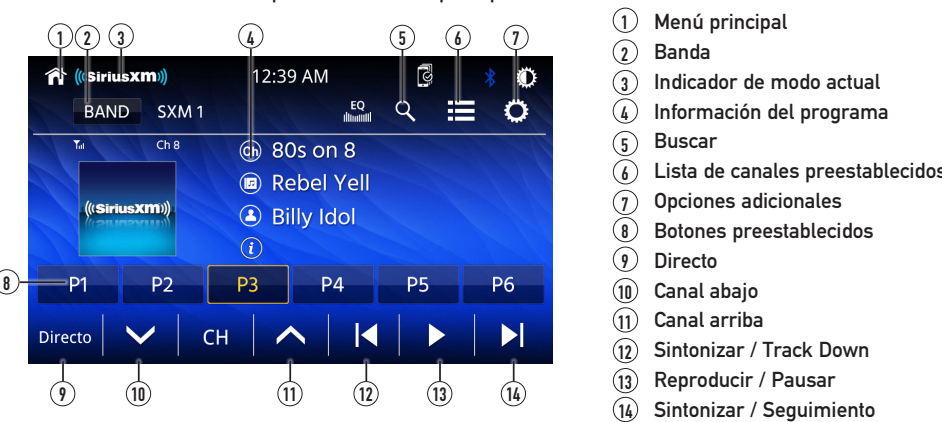 1 2 3 4 5 6 7
((SiriusXM)) 12:39 AM
BAND SXM 1 EQ
Ch 8 Ch 80s on 8
Rebel Yell
((SiriusXM))
Billy Idol
i
8 P1 P2 P3 P4 P5 P6
Directo CH
9 10 11 12 13 14
1 Menú principal
2 Banda
3 Indicador de modo actual
4 Información del programa
5 Buscar
6 Lista de canales preestablecidos
7 Opciones adicionales
8 Botones preestablecidos
9 Directo
10 Canal abajo
11 Canal arriba
12 Sintonizar / Track Down
13 Reproducir / Pausar
14 Sintonizar / Seguimiento